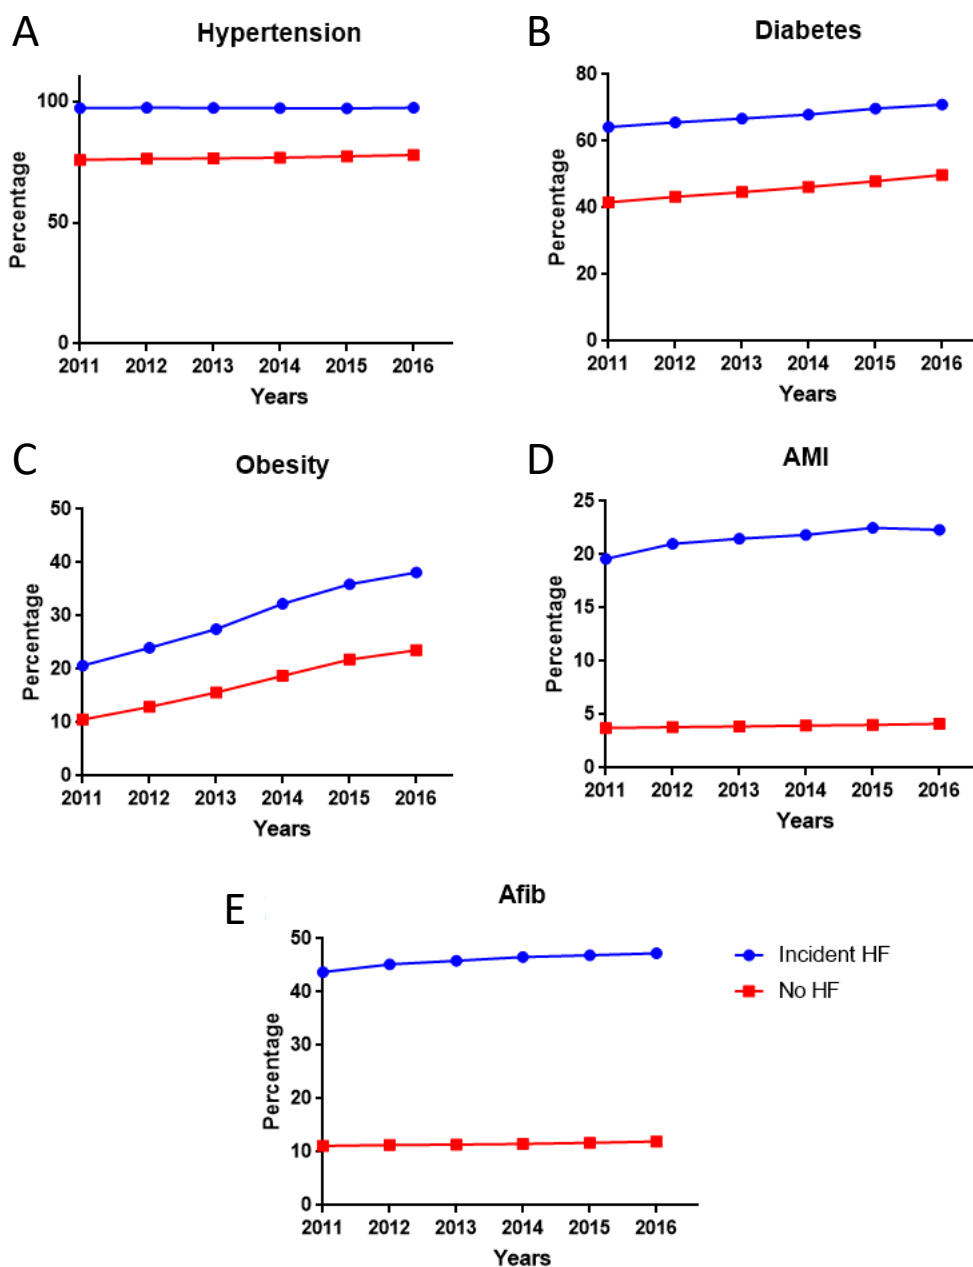 A
Hypertension
100
50
0
Percentage
2011 2012 2013 2014 2015 2016
Years
B
Diabetes
80
60
40
20
0
Percentage
2011 2012 2013 2014 2015 2016
Years
C
Obesity
50
40
30
20
10
0
Percentage
2011 2012 2013 2014 2015 2016
Years
D
AMI
25
20
15
10
5
0
Percentage
2011 2012 2013 2014 2015 2016
Years
E
Afib
50
40
30
20
10
0
Percentage
2011 2012 2013 2014 2015 2016
Years
Incident HF
No HF